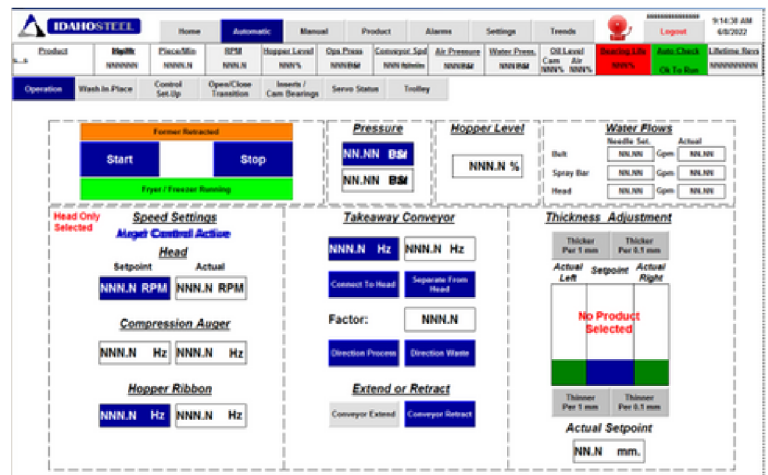 IDAHOSTEEL
Home Automatic Manual Product Alarms Settings Trends Logout 9:14:38 AM
6/8/2022
Product Piece/Min RPM Hopper Level Ops Press Conveyor Spd Air Pressure Water Press. Oil Level Bearing Life Auto Check Lifetime Revs
Cam Air
NNNNNN NNNN.N NNN.N NNN% NNN NNN NNN NNN NNN% NNN% NNN% Ok To Run NNNNNNNNNN
Operation Wash In Place Control Set-Up Open/Close Transition Inserts / Cam Bearings Servo Status Trolley
Former Retracted
Start Stop
Fryer / Freezer Running
Pressure
NN.NN
NN.NN
Hopper Level
NNN.N %
Water Flows
Needle Set. Actual
Belt NN.NN Gpm NN.NN
Spray Bar NN.NN Gpm NN.NN
Head NN.NN Gpm NN.NN
Head Only
Selected
Speed Settings
Auger Control Active
Head
Setpoint Actual
NNN.N RPM NNN.N RPM
Compression Auger
NNN.N Hz NNN.N Hz
Hopper Ribbon
NNN.N Hz NNN.N Hz
Takeaway Conveyor
NNN.N Hz NNN.N Hz
Connect To Head Separate From Head
Factor: NNN.N
Direction Process Direction Waste
Extend or Retract
Conveyor Extend Conveyor Retract
Thickness Adjustment
Thicker Per 1 mm Thicker Per 0.1 mm
Actual Left Setpoint Actual Right
No Product
Selected
Thinner Per 1 mm Thinner Per 0.1 mm
Actual Setpoint
NN.N mm.